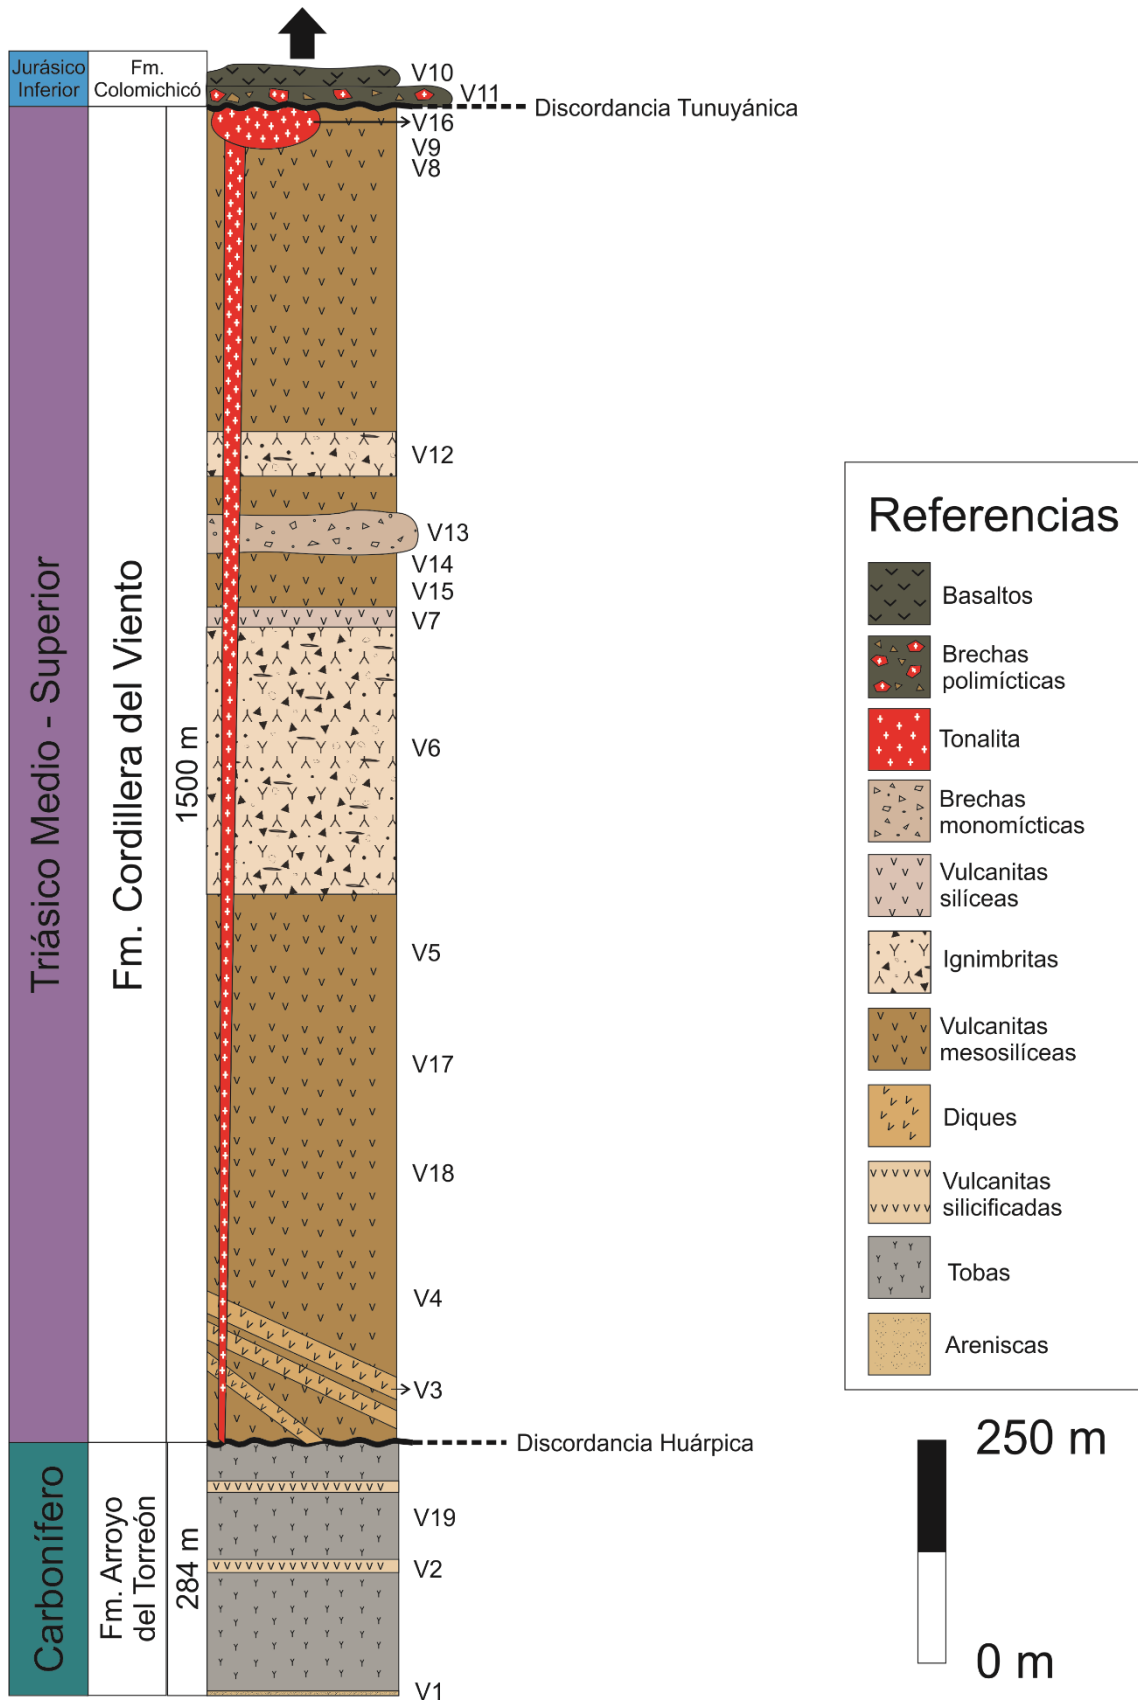 Jurásico
Inferior
Fm.
Colomichicó
V10
V11
Discordancia Tunuyánica
V16
V9
V8
V12
V13
V14
V15
V7
V6
V5
V17
V18
V4
V3
Discordancia Huárpica
V19
V2
V1
Triásico Medio - Superior
Fm. Cordillera del Viento
1500 m
Carbonífero
Fm. Arroyo
del Torreón
284 m
Referencias
Basaltos
Brechas
polimícticas
Tonalita
Brechas
monomícticas
Vulcanitas
silíceas
Ignimbritas
Vulcanitas
mesosilíceas
Diques
Vulcanitas
silicificadas
Tobas
Areniscas
250 m
0 m